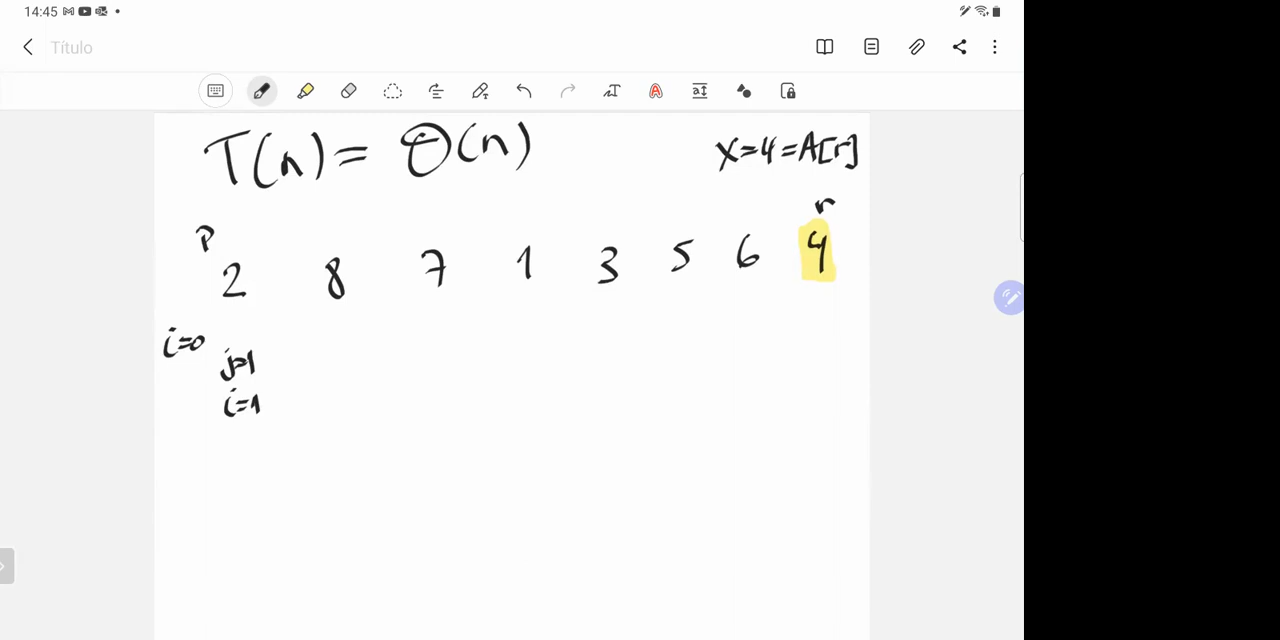 14:45
Título
T(n) = Θ(n)
x=4=A[r]
p
r
2 8 7 1 3 5 6 4
i=0
j=1
i=1